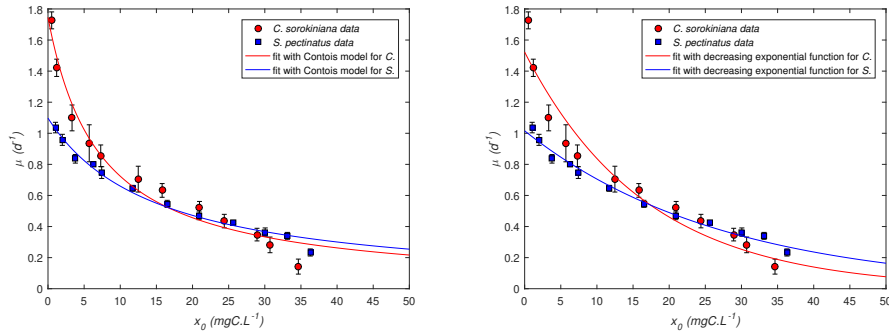 1.8
1.6
1.4
1.2
1
0.8
0.6
0.4
0.2
0
μ (d⁻¹)
0 5 10 15 20 25 30 35 40 45 50
x₀ (mgC.L⁻¹)
C. sorokiniana data
S. pectinatus data
fit with Contois model for C.
fit with Contois model for S.
1.8
1.6
1.4
1.2
1
0.8
0.6
0.4
0.2
0
μ (d⁻¹)
0 5 10 15 20 25 30 35 40 45 50
x₀ (mgC.L⁻¹)
C. sorokiniana data
S. pectinatus data
fit with decreasing exponential function for C.
fit with decreasing exponential function for S.